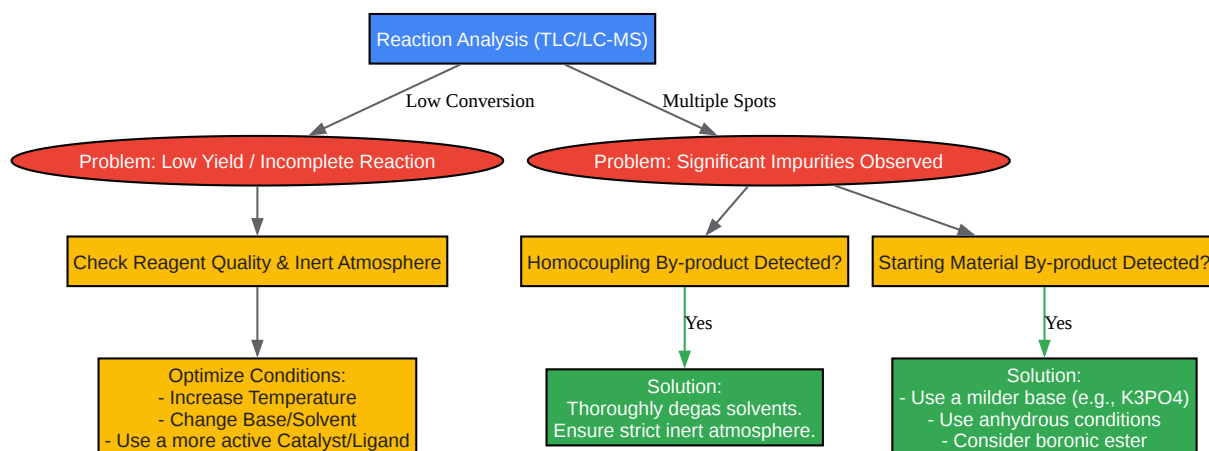 Reaction Analysis (TLC/LC-MS)
Low Conversion
Multiple Spots
Problem: Low Yield / Incomplete Reaction
Problem: Significant Impurities Observed
Check Reagent Quality & Inert Atmosphere
Homocoupling By-product Detected?
Starting Material By-product Detected?
Yes
Yes
Optimize Conditions:
- Increase Temperature
- Change Base/Solvent
- Use a more active Catalyst/Ligand
Solution:
Thoroughly degas solvents.
Ensure strict inert atmosphere.
Solution:
- Use a milder base (e.g., K3PO4)
- Use anhydrous conditions
- Consider boronic ester